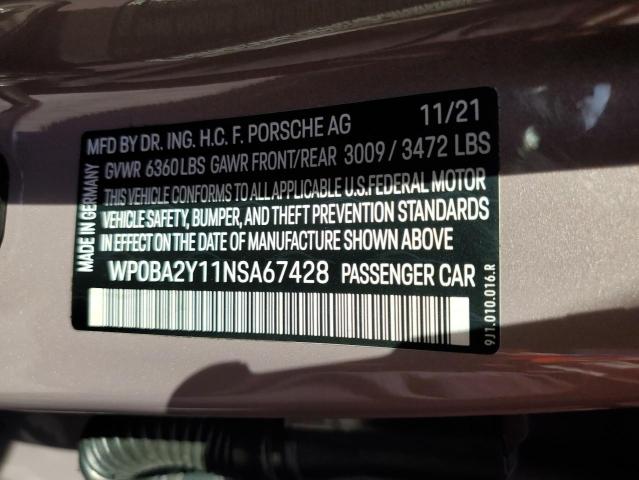 MADE IN GERMANY
MFD BY DR. ING. H.C. F. PORSCHE AG 11/21
GVWR 6360 LBS GAWR FRONT/REAR 3009 / 3472 LBS
THIS VEHICLE CONFORMS TO ALL APPLICABLE U.S.FEDERAL MOTOR
VEHICLE SAFETY, BUMPER, AND THEFT PREVENTION STANDARDS
IN EFFECT ON THE DATE OF MANUFACTURE SHOWN ABOVE
WP0BA2Y11NSA67428 PASSENGER CAR
9J1.010.016.R